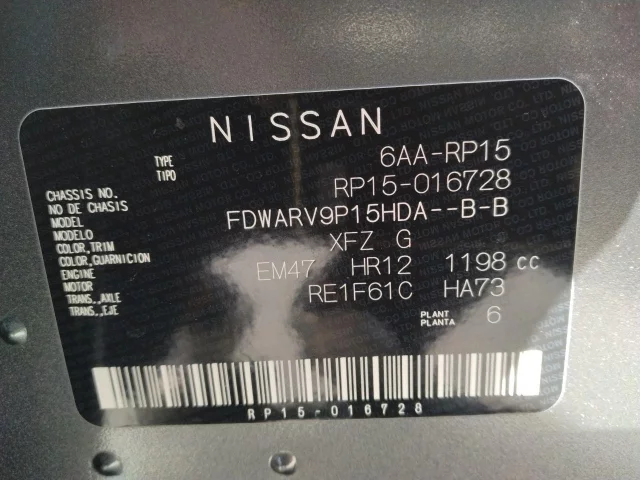 NISSAN
TYPE 6AA-RP15
TIPO
CHASSIS NO. RP15-016728
NO DE CHASIS
MODEL FDWARV9P15HDA--B-B
MODELO
COLOR,TRIM XFZ G
COLOR,GUARNICION
ENGINE EM47 HR12 1198 cc
MOTOR
TRANS.,AXLE RE1F61C HA73
TRANS.,EJE
PLANT 6
PLANTA
RP15-016728